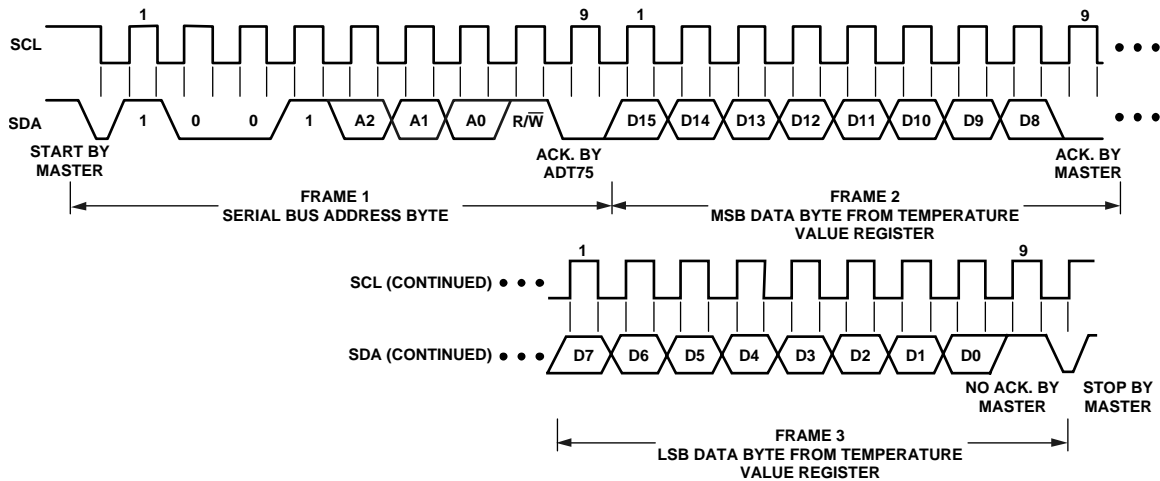 1 9 1 9
SCL
SDA 1 0 0 1 A2 A1 A0 R/W̅ D15 D14 D13 D12 D11 D10 D9 D8
START BY
MASTER
ACK. BY
ADT75
ACK. BY
MASTER
FRAME 1
SERIAL BUS ADDRESS BYTE
FRAME 2
MSB DATA BYTE FROM TEMPERATURE
VALUE REGISTER
1 9
SCL (CONTINUED)
SDA (CONTINUED) D7 D6 D5 D4 D3 D2 D1 D0
NO ACK. BY
MASTER
STOP BY
MASTER
FRAME 3
LSB DATA BYTE FROM TEMPERATURE
VALUE REGISTER